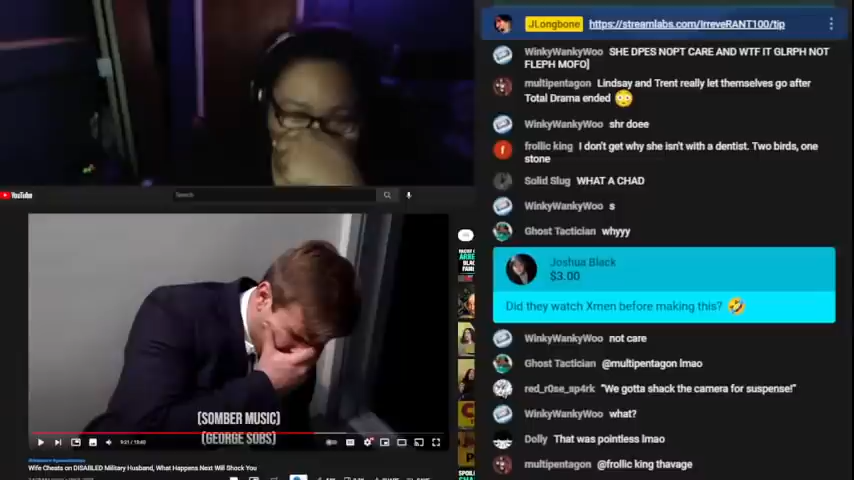 JLongbone https://streamlabs.com/IrreveRANT100/tip
WinkyWankyWoo SHE DPES NOPT CARE AND WTF IT GLRPH NOT
FLEPH MOFO]
multipentagon Lindsay and Trent really let themselves go after
Total Drama ended 😳
WinkyWankyWoo shr doee
frollic king I don't get why she isn't with a dentist. Two birds, one
stone
Solid Slug WHAT A CHAD
WinkyWankyWoo s
Ghost Tactician whyyy
Joshua Black
$3.00
Did they watch Xmen before making this? 🤣
WinkyWankyWoo not care
Ghost Tactician @multipentagon lmao
red_r0se_sp4rk "We gotta shack the camera for suspense!"
WinkyWankyWoo what?
Dolly That was pointless lmao
multipentagon @frollic king thavage
YouTube
Search
(SOMBER MUSIC)
(GEORGE SOBS)
Wife Cheats on DISABLED Military Husband, What Happens Next Will Shock You